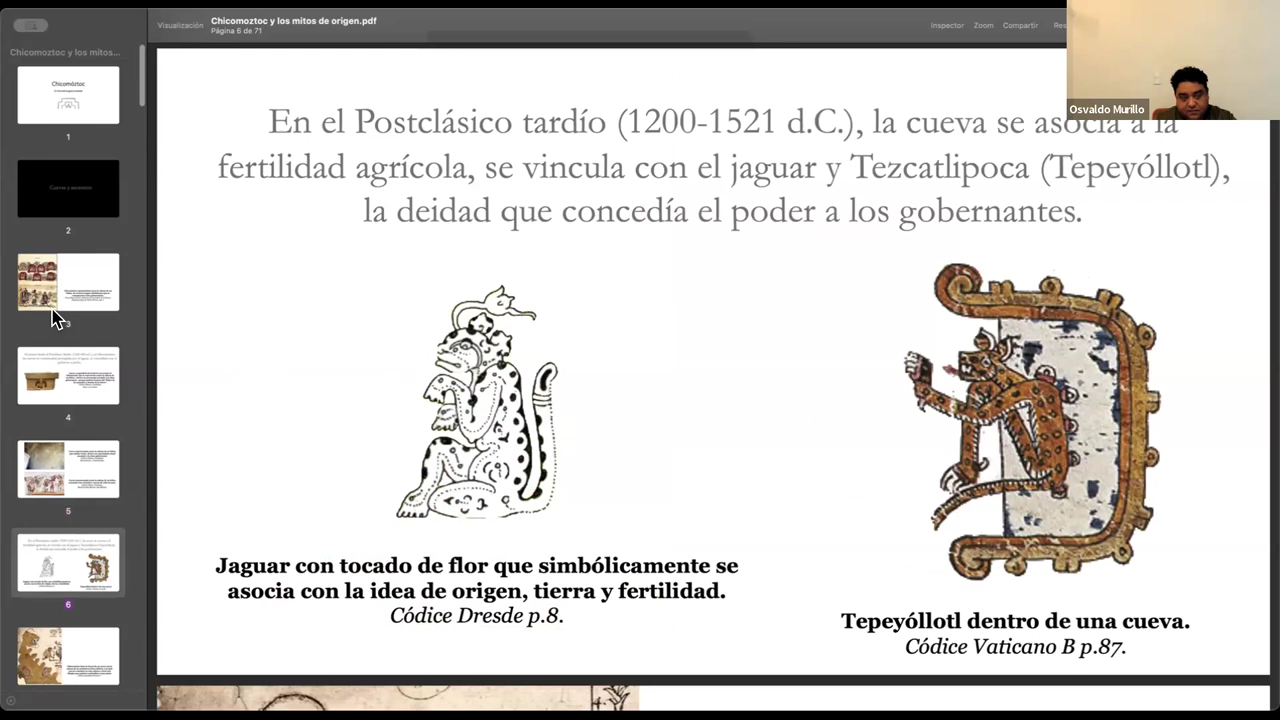 Visualización
Chicomoztoc y los mitos de origen.pdf
Página 6 de 71
Inspector
Zoom
Compartir
Chicomoztoc y los mitos...
Chicomóztoc
1
2
3
4
5
6
Osvaldo Murillo
En el Postclásico tardío (1200-1521 d.C.), la cueva se asocia a la
fertilidad agrícola, se vincula con el jaguar y Tezcatlipoca (Tepeyóllotl),
la deidad que concedía el poder a los gobernantes.
Jaguar con tocado de flor que simbólicamente se
asocia con la idea de origen, tierra y fertilidad.
Códice Dresde p.8.
Tepeyóllotl dentro de una cueva.
Códice Vaticano B p.87.